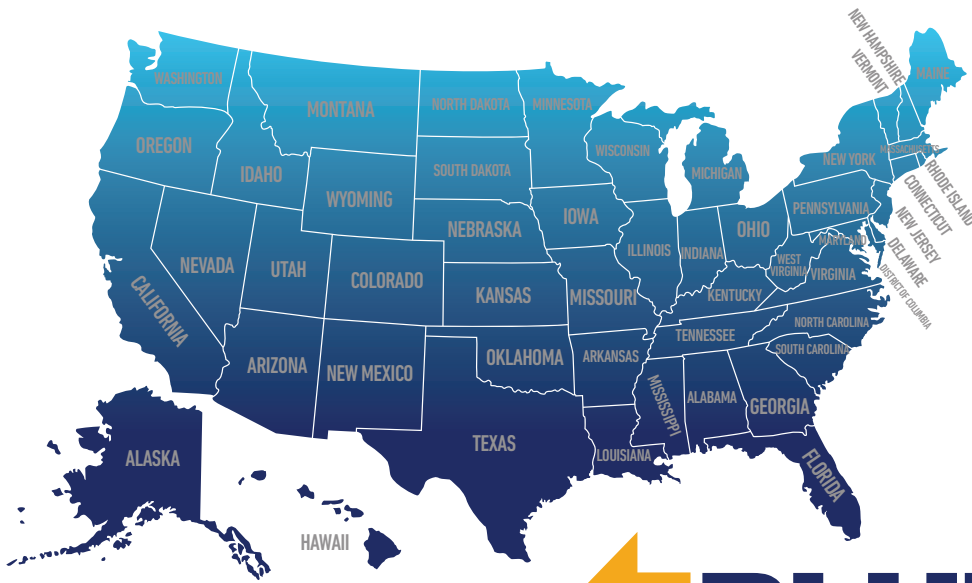 NEW HAMPSHIRE
VERMONT
MAINE
WASHINGTON
MONTANA
NORTH DAKOTA
MINNESOTA
OREGON
IDAHO
SOUTH DAKOTA
WISCONSIN
MICHIGAN
NEW YORK
MASSACHUSETTS
RHODE ISLAND
CONNECTICUT
NEW JERSEY
DELAWARE
DISTRICT OF COLUMBIA
WYOMING
NEBRASKA
IOWA
ILLINOIS
INDIANA
OHIO
PENNSYLVANIA
MARYLAND
WEST
VIRGINIA
VIRGINIA
NEVADA
UTAH
COLORADO
KANSAS
MISSOURI
KENTUCKY
CALIFORNIA
ARIZONA
NEW MEXICO
OKLAHOMA
ARKANSAS
TENNESSEE
NORTH CAROLINA
SOUTH CAROLINA
MISSISSIPPI
ALABAMA
GEORGIA
TEXAS
LOUISIANA
FLORIDA
ALASKA
HAWAII